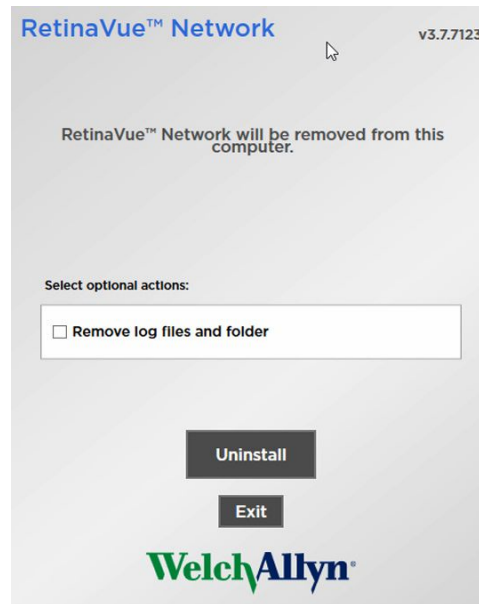 RetinaVue™ Network
v3.7.7123
RetinaVue™ Network will be removed from this
computer.
Select optional actions:
Remove log files and folder
Uninstall
Exit
WelchAllyn®